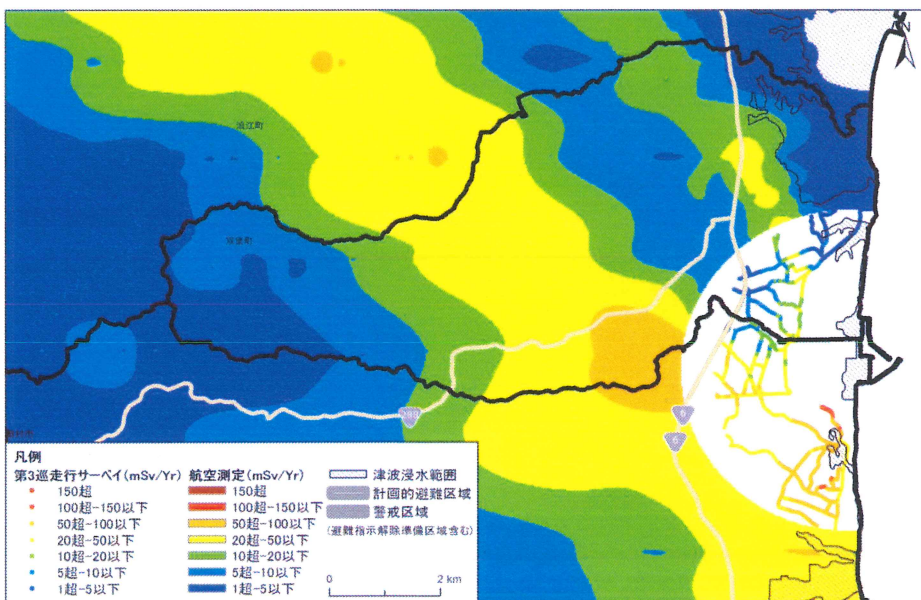 浪江町
双葉町
6
6
凡例
第3巡走行サーベイ(mSv/Yr)
150超
100超-150以下
50超-100以下
20超-50以下
10超-20以下
5超-10以下
1超-5以下
航空測定(mSv/Yr)
150超
100超-150以下
50超-100以下
20超-50以下
10超-20以下
5超-10以下
1超-5以下
津波浸水範囲
計画的避難区域
警戒区域
(避難指示解除準備区域含む)
0
2 km